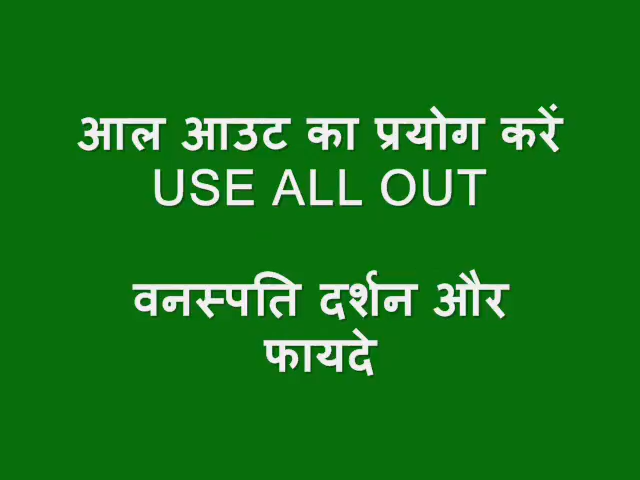 आल आउट का प्रयोग करें
USE ALL OUT
वनस्पति दर्शन और
फायदे